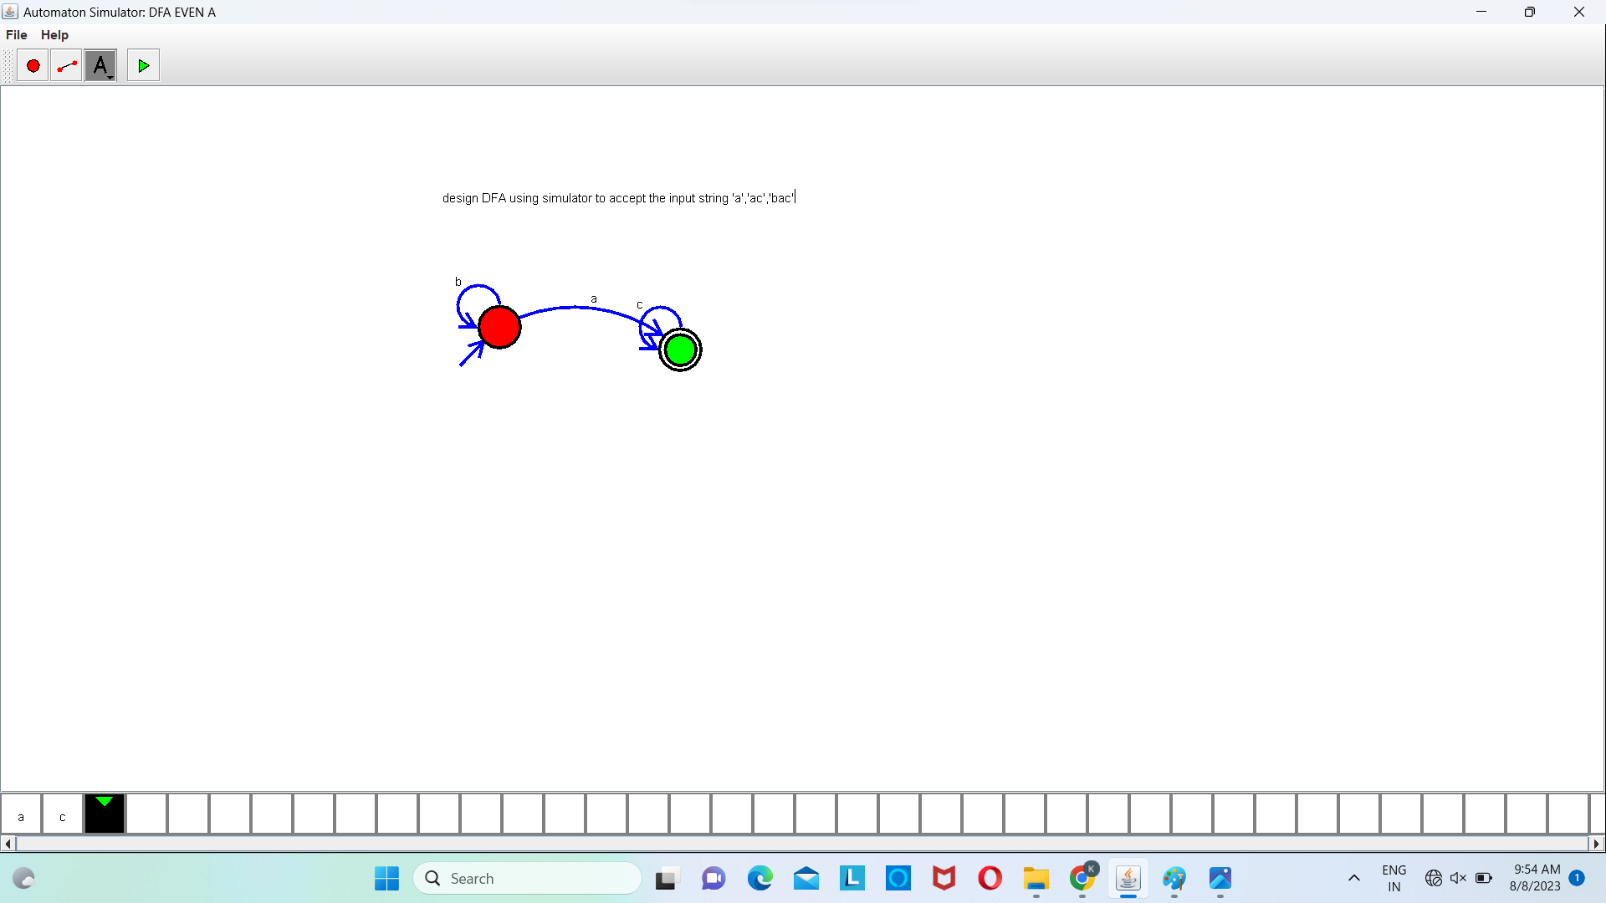 Automaton Simulator: DFA EVEN A
File Help
A
design DFA using simulator to accept the input string 'a','ac','bac'
b
a
c
a c
Search
L
K
ENG
IN
9:54 AM
8/8/2023
1